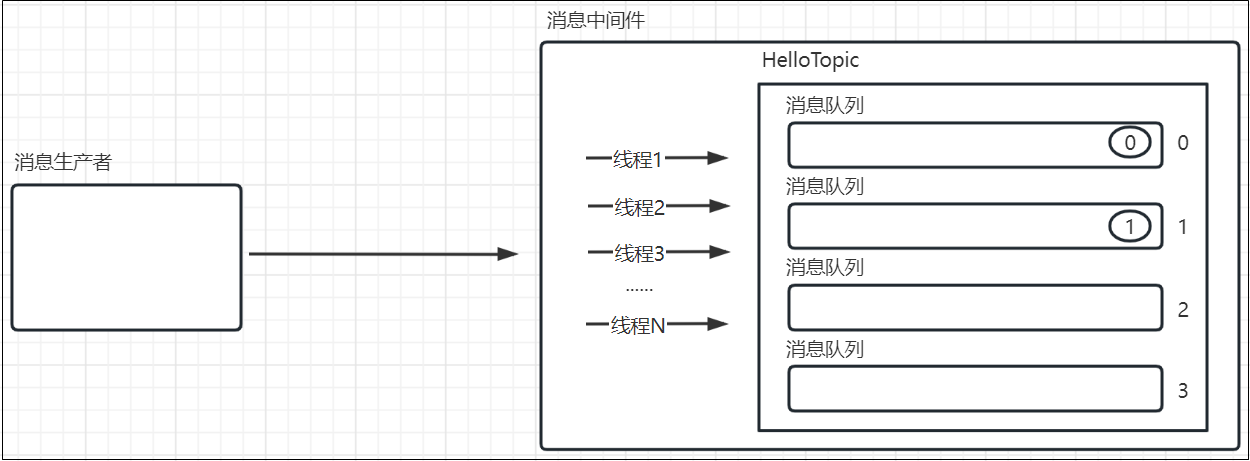 消息中间件
HelloTopic
消息队列
0 0
消息生产者
线程1
消息队列
线程2
1 1
线程3
消息队列
......
2
线程N
消息队列
3